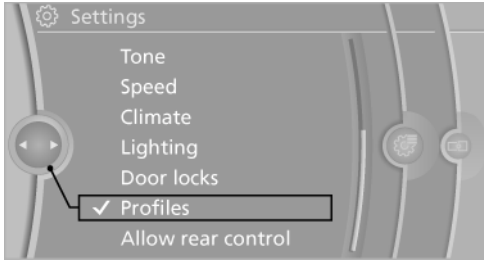 Settings
Tone
Speed
Climate
Lighting
Door locks
✓ Profiles
Allow rear control